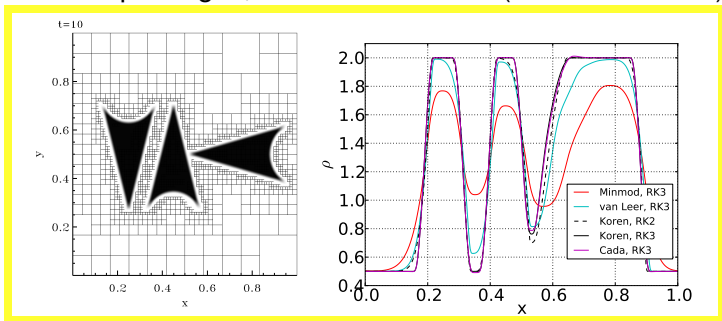 t=10
0.8
0.6
y
0.4
0.2
0.2
0.4
0.6
0.8
x
2.0
1.8
1.6
1.4
ρ
1.2
1.0
0.8
0.6
0.4
Minmod, RK3
van Leer, RK3
Koren, RK2
Koren, RK3
Cada, RK3
0.0
0.2
0.4
0.6
0.8
1.0
x